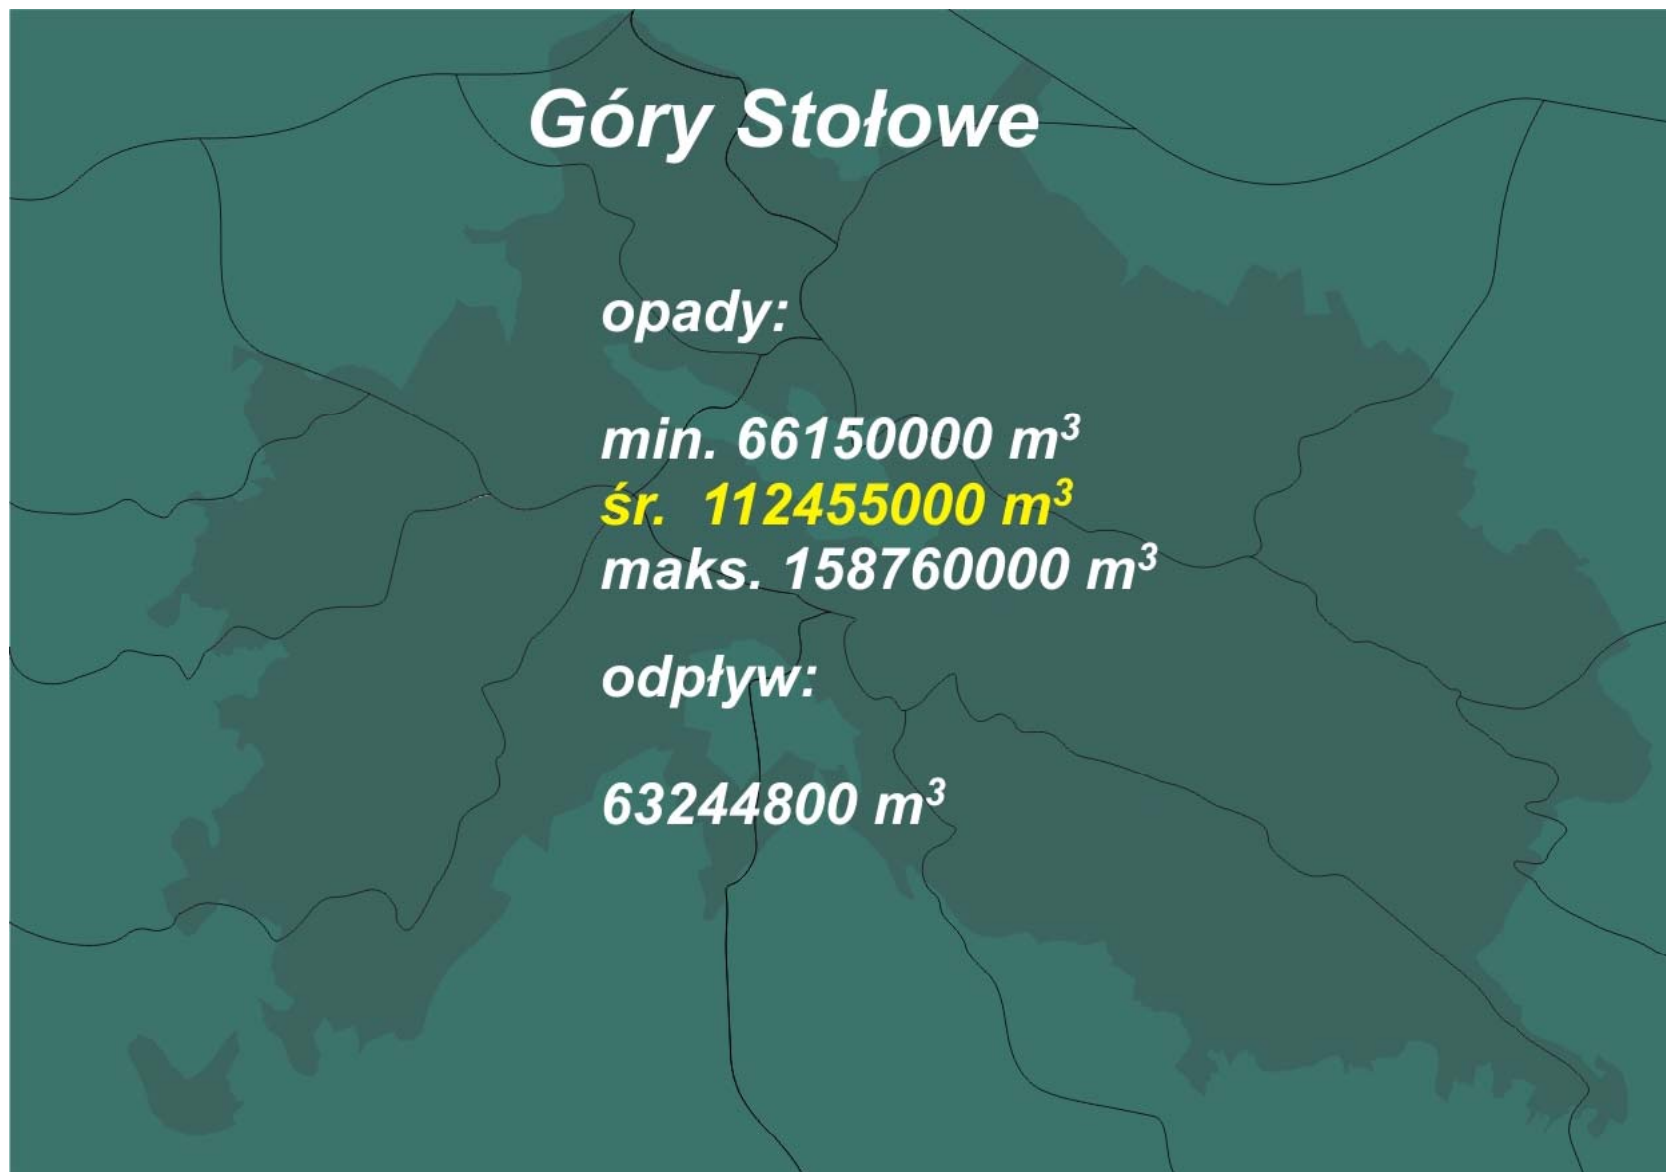 Góry Stołowe
opady:
min. 66150000 m³
śr. 112455000 m³
maks. 158760000 m³
odpływ:
63244800 m³